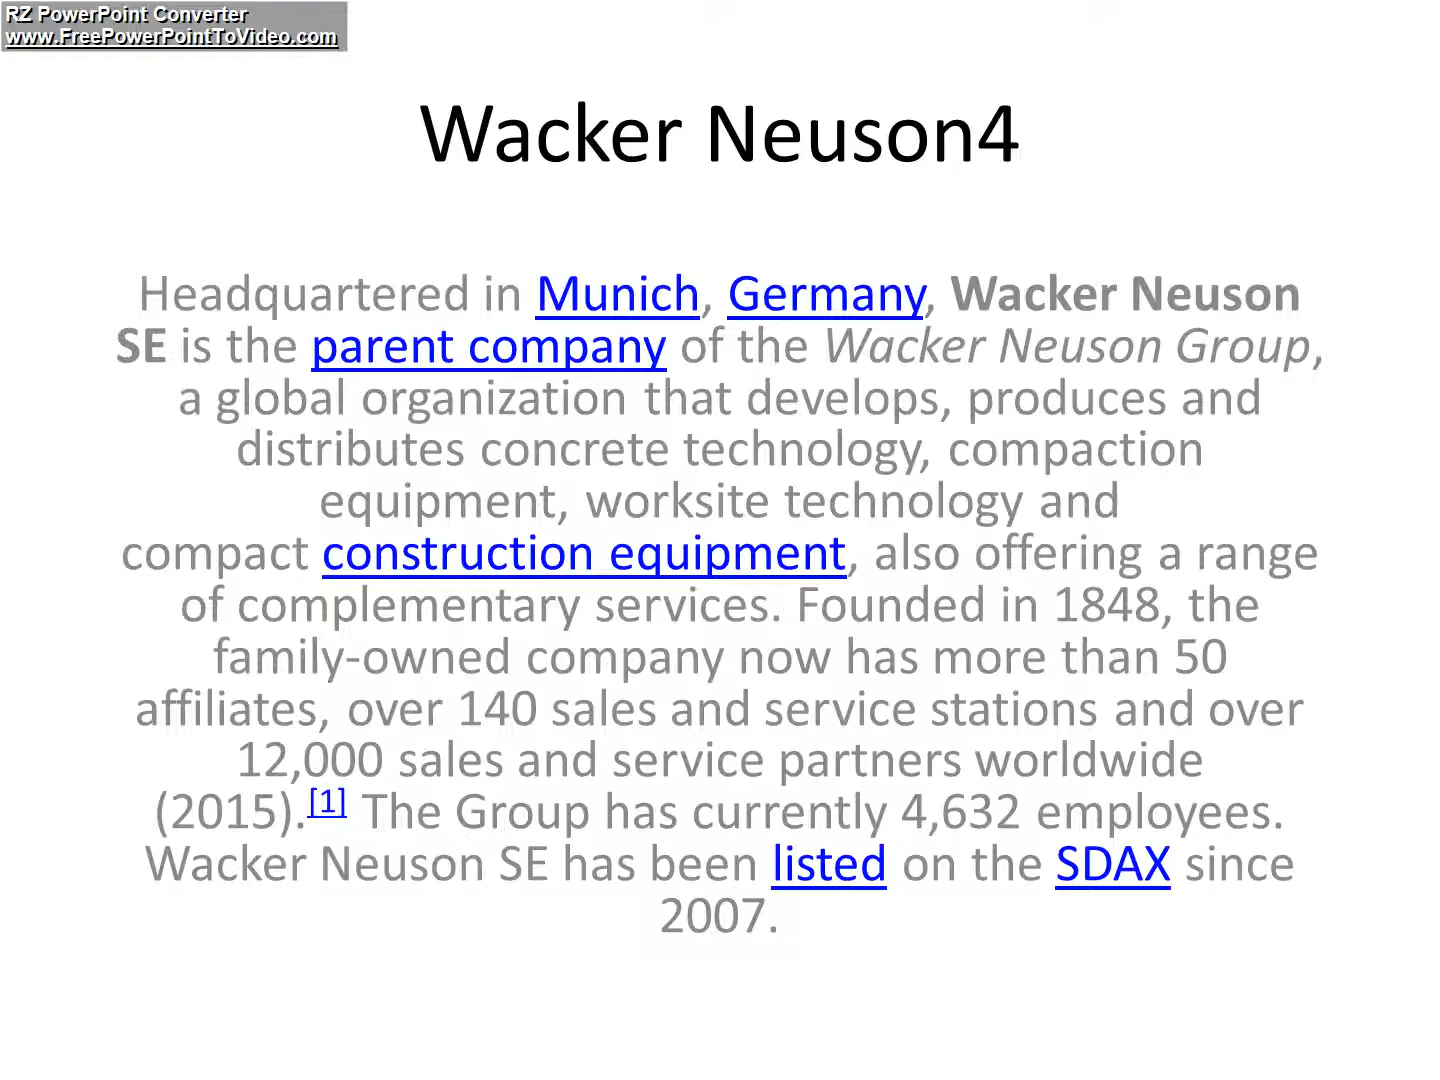 RZ PowerPoint Converter
www.FreePowerPointToVideo.com
Wacker Neuson4
Headquartered in Munich, Germany, Wacker Neuson
SE is the parent company of the Wacker Neuson Group,
a global organization that develops, produces and
distributes concrete technology, compaction
equipment, worksite technology and
compact construction equipment, also offering a range
of complementary services. Founded in 1848, the
family-owned company now has more than 50
affiliates, over 140 sales and service stations and over
12,000 sales and service partners worldwide
(2015).[1] The Group has currently 4,632 employees.
Wacker Neuson SE has been listed on the SDAX since
2007.